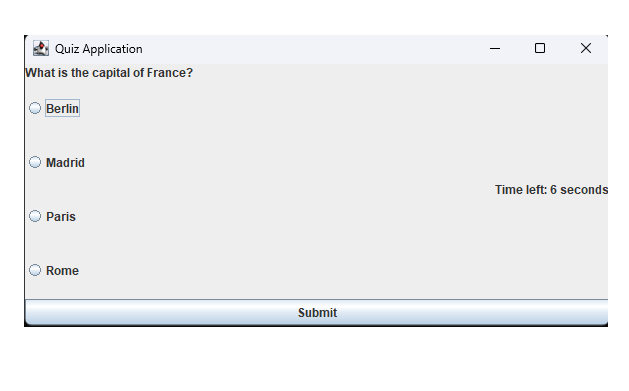 Quiz Application
What is the capital of France?
Berlin
Madrid
Time left: 6 seconds
Paris
Rome
Submit